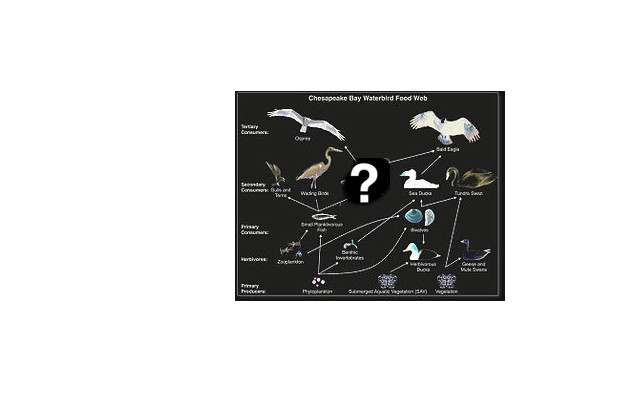 Chesapeake Bay Waterbird Food Web
Tertiary
Consumers:
Osprey
Bald Eagle
?
Secondary
Consumers:
Gulls and
Terns
Wading Birds
Sea Ducks
Tundra Swan
Small Planktivorous
Fish
Bivalves
Primary
Consumers:
Benthic
Invertebrates
Herbivores:
Zooplankton
Herbivorous
Ducks
Geese and
Mute Swans
Primary
Producers:
Phytoplankton
Submerged Aquatic Vegetation (SAV)
Vegetation